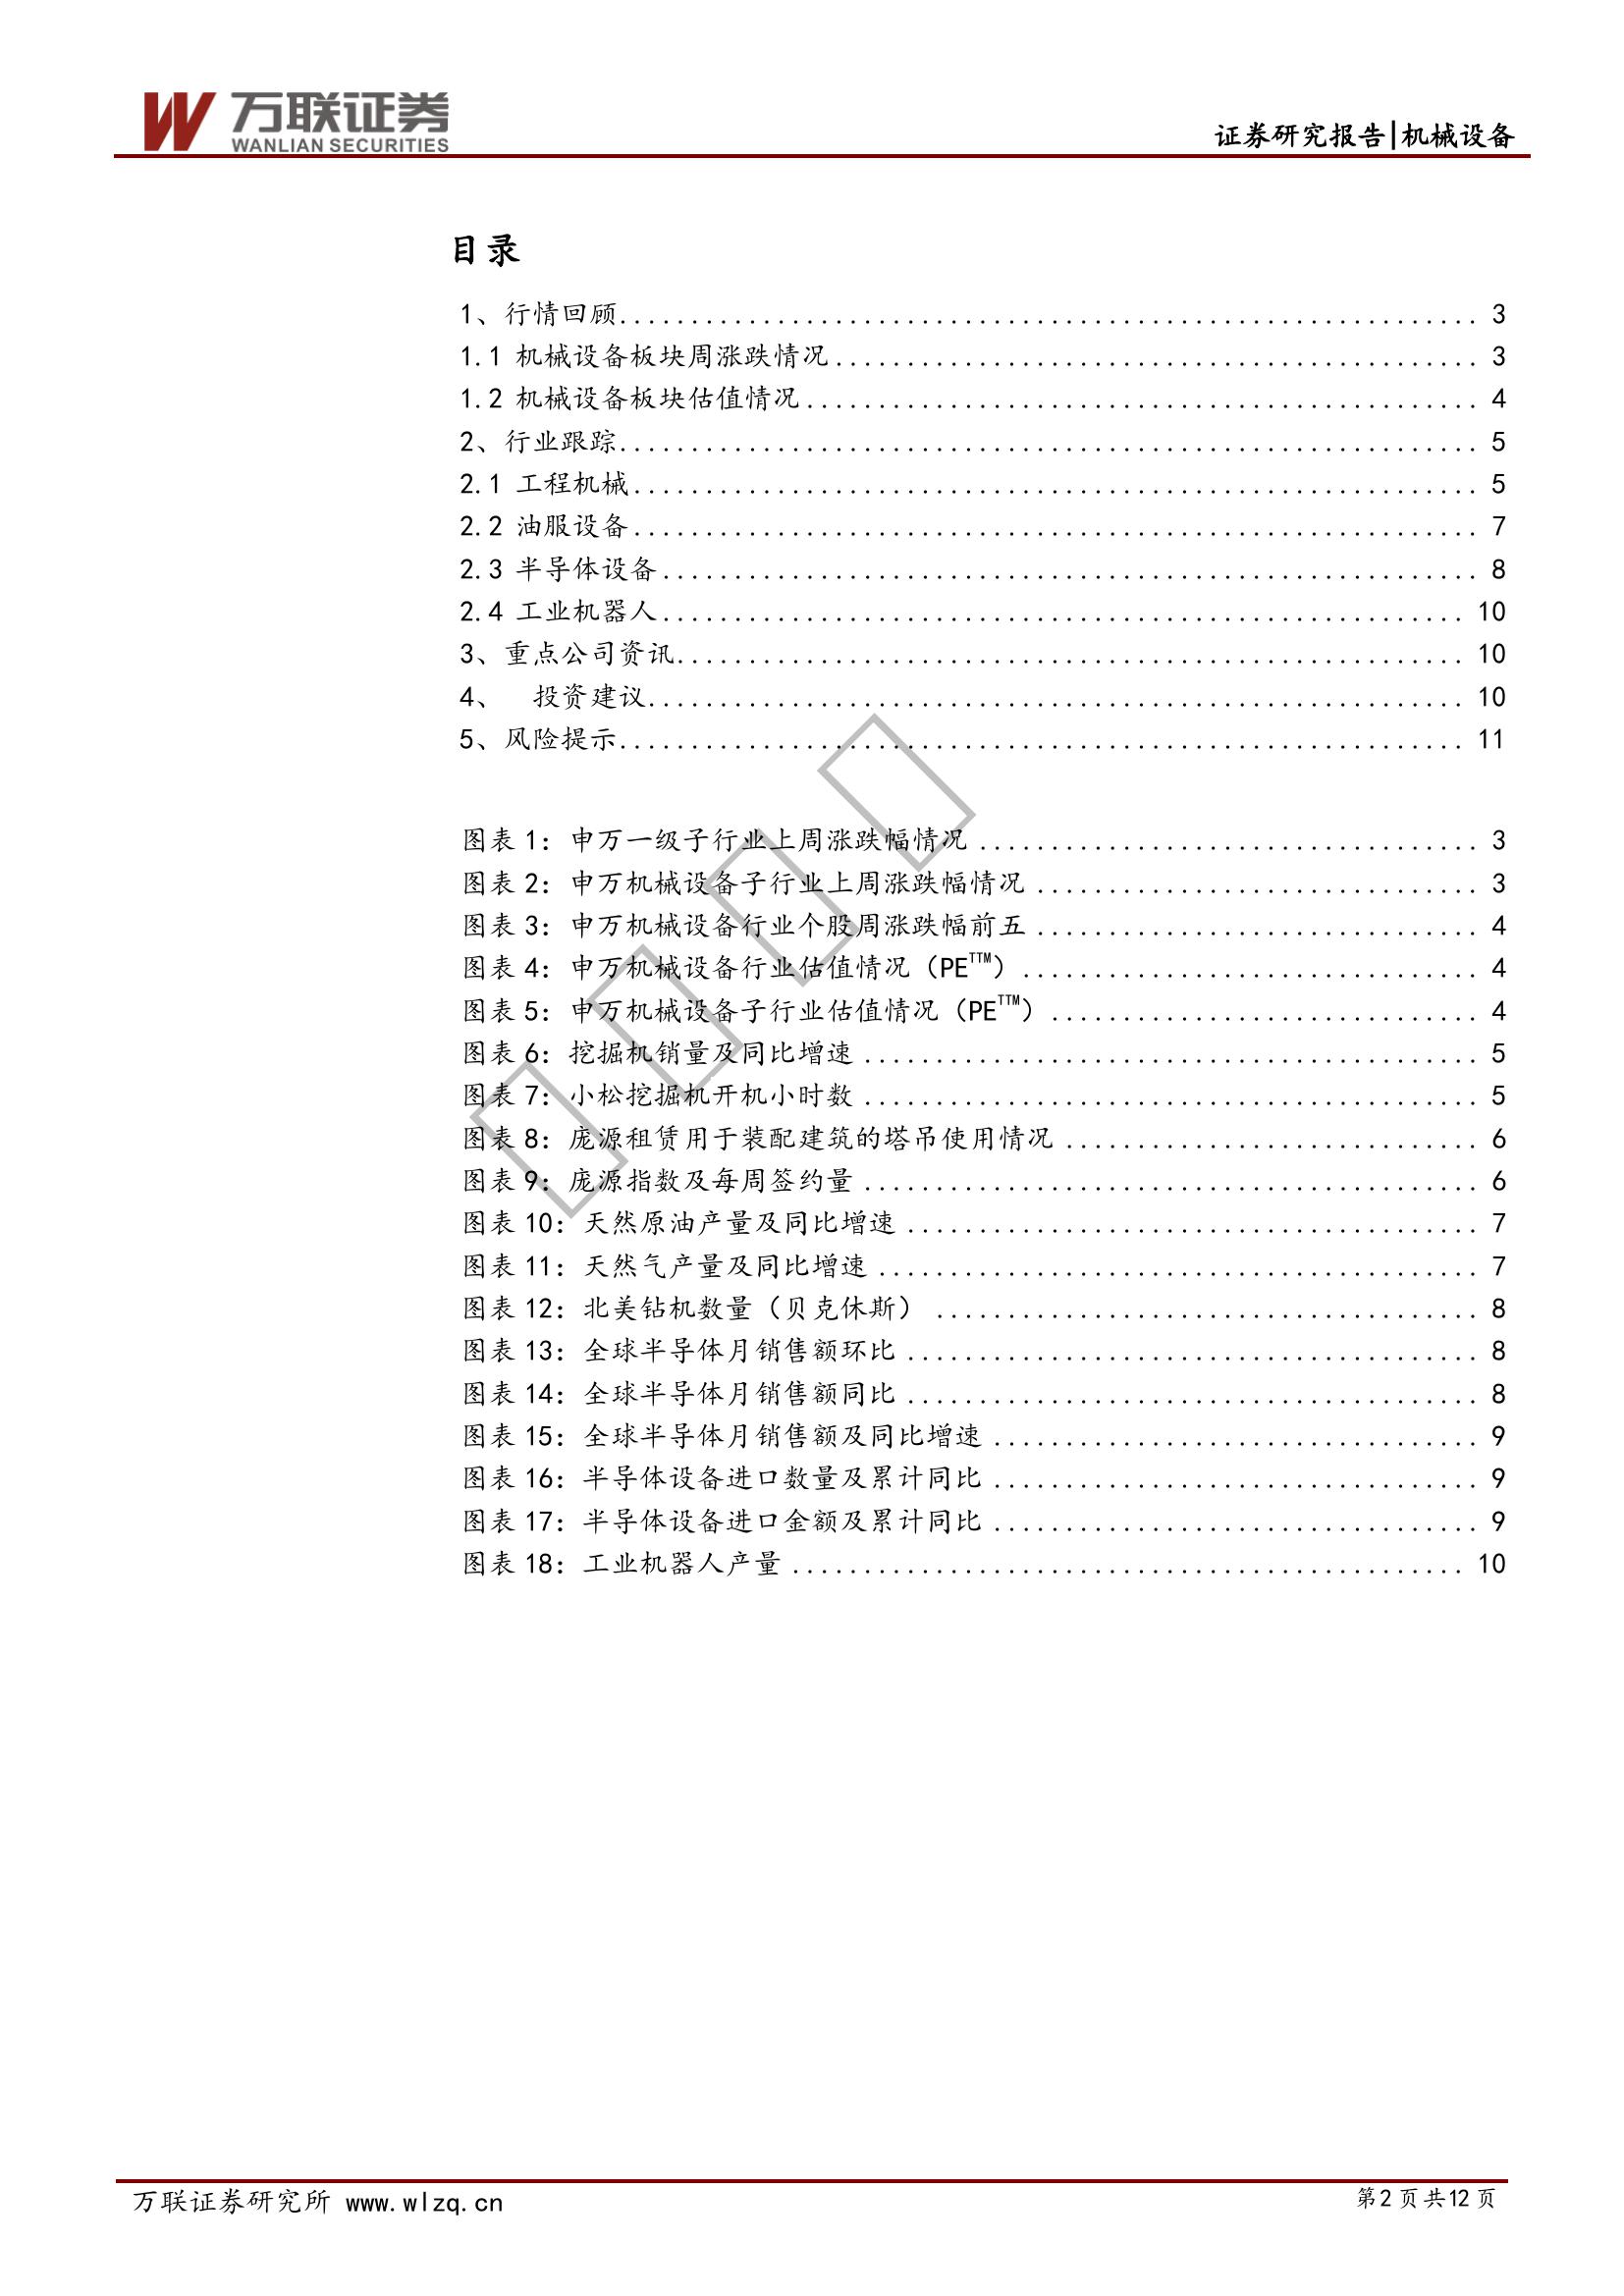 万联证券
WANLIAN SECURITIES
证券研究报告|机械设备
目录
1、行情回顾............................................................ 3
1.1 机械设备板块周涨跌情况............................................. 3
1.2 机械设备板块估值情况............................................... 4
2、行业跟踪............................................................ 5
2.1 工程机械........................................................... 5
2.2 油服设备........................................................... 7
2.3 半导体设备......................................................... 8
2.4 工业机器人........................................................ 10
3、重点公司资讯....................................................... 10
4、 投资建议......................................................... 10
5、风险提示........................................................... 11
图表 1：申万一级子行业上周涨跌幅情况 ................................... 3
图表 2：申万机械设备子行业上周涨跌幅情况 ............................... 3
图表 3：申万机械设备行业个股周涨跌幅前五 ............................... 4
图表 4：申万机械设备行业估值情况（PETTM）................................ 4
图表 5：申万机械设备子行业估值情况（PETTM）.............................. 4
图表 6：挖掘机销量及同比增速 ........................................... 5
图表 7：小松挖掘机开机小时数 ........................................... 5
图表 8：庞源租赁用于装配建筑的塔吊使用情况 ............................. 6
图表 9：庞源指数及每周签约量 ........................................... 6
图表 10：天然原油产量及同比增速 ........................................ 7
图表 11：天然气产量及同比增速 .......................................... 7
图表 12：北美钻机数量（贝克休斯） ...................................... 8
图表 13：全球半导体月销售额环比 ........................................ 8
图表 14：全球半导体月销售额同比 ........................................ 8
图表 15：全球半导体月销售额及同比增速 .................................. 9
图表 16：半导体设备进口数量及累计同比 .................................. 9
图表 17：半导体设备进口金额及累计同比 .................................. 9
图表 18：工业机器人产量 ............................................... 10
万联证券研究所 www.wlzq.cn
第 2 页 共 12 页